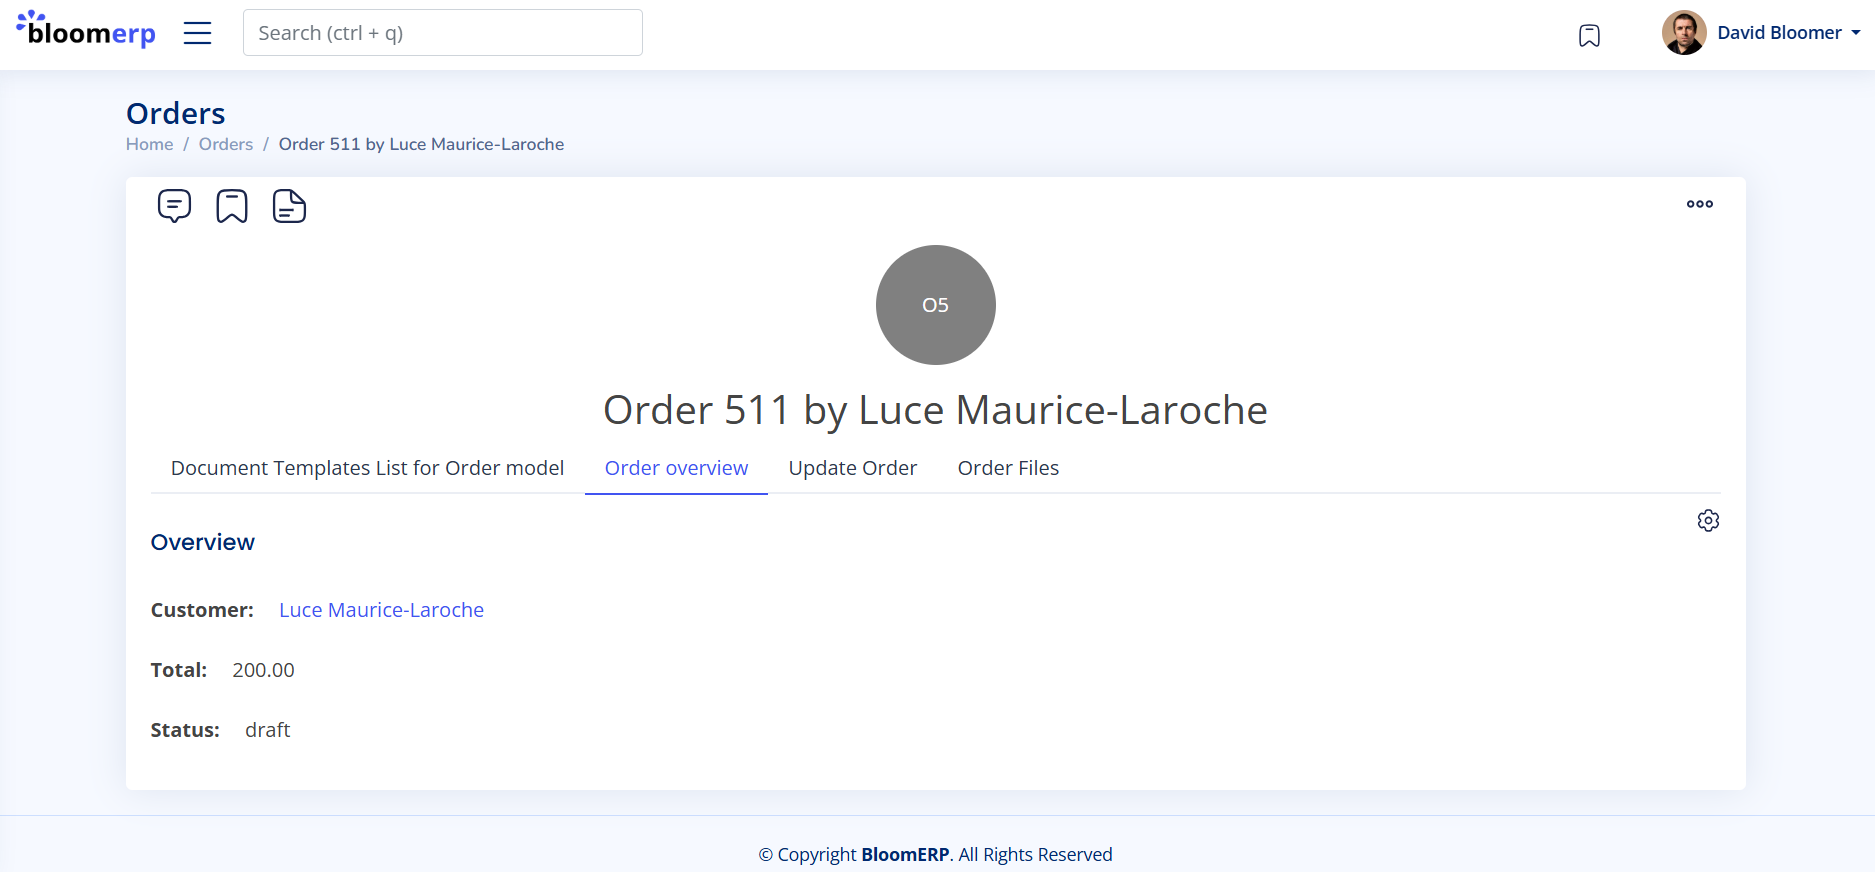 bloomerp
Search (ctrl + q)
David Bloomer
Orders
Home / Orders / Order 511 by Luce Maurice-Laroche
O5
Order 511 by Luce Maurice-Laroche
Document Templates List for Order model Order overview Update Order Order Files
Overview
Customer: Luce Maurice-Laroche
Total: 200.00
Status: draft
© Copyright BloomERP. All Rights Reserved